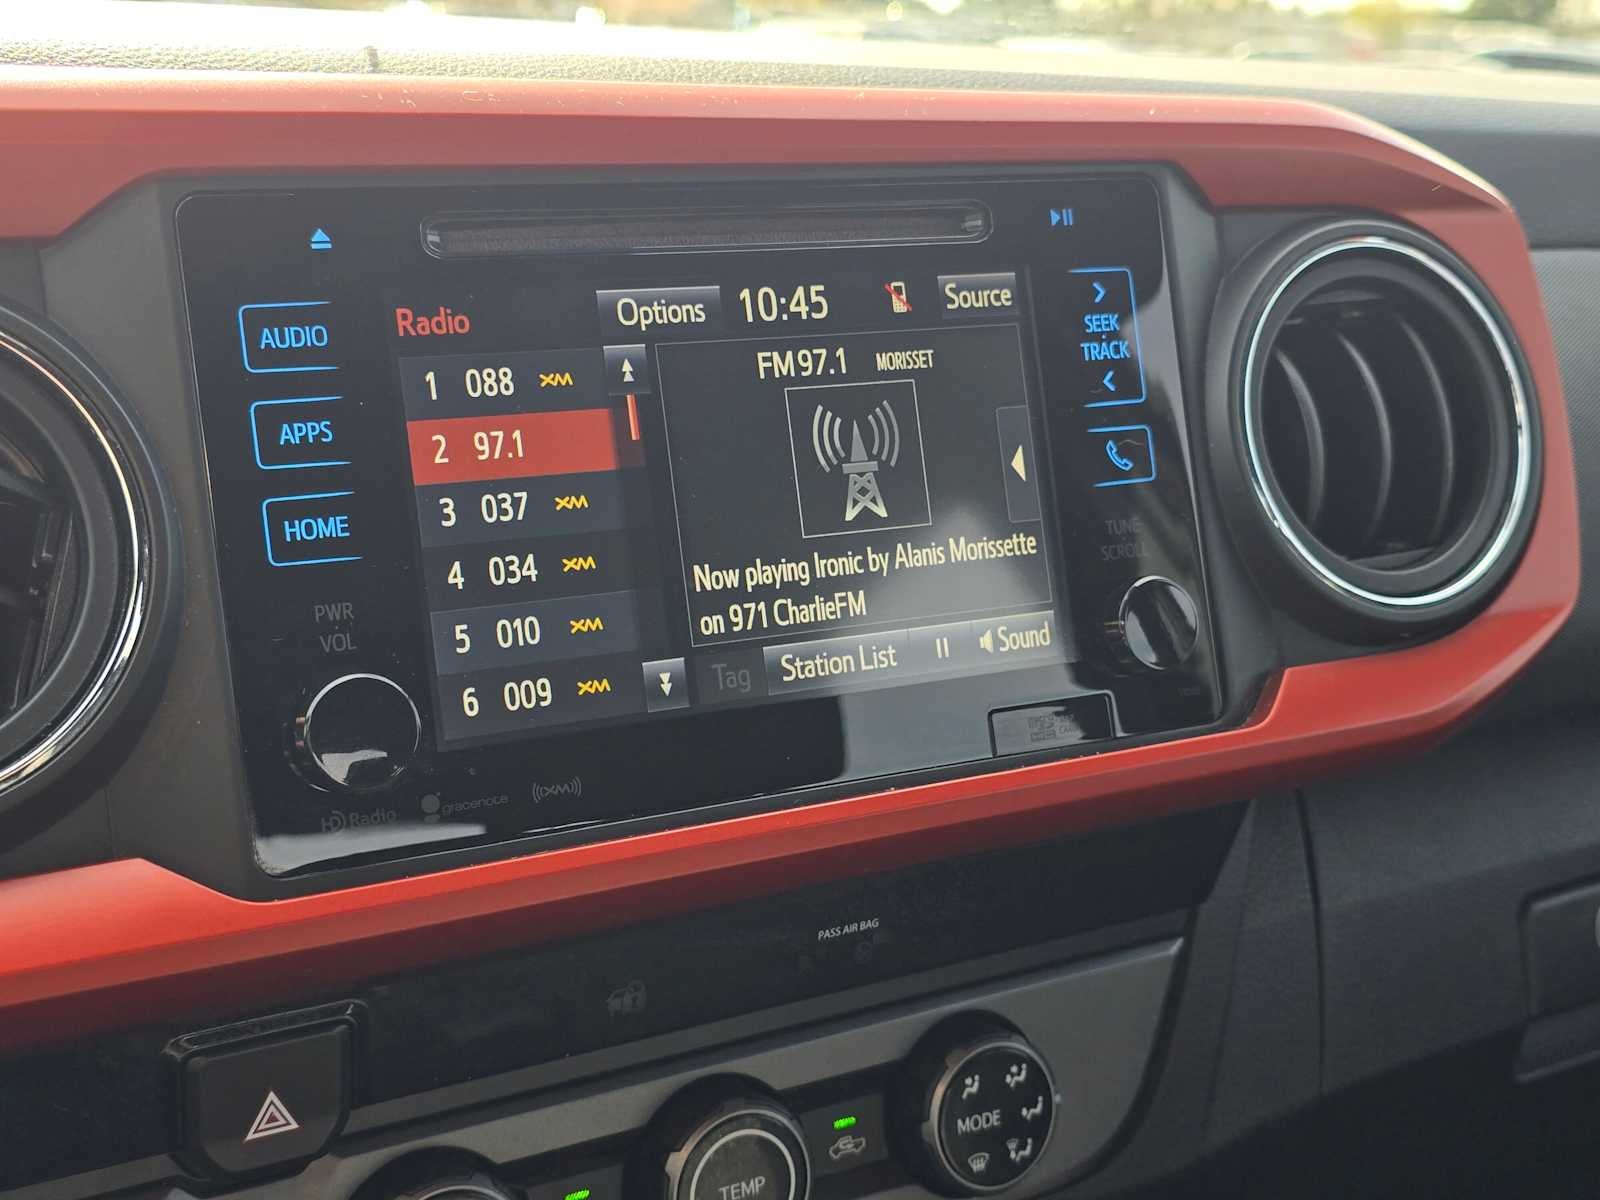 AUDIO
APPS
HOME
PWR
VOL
Radio
Options
10:45
Source
1 088 XM
2 97.1
3 037 XM
4 034 XM
5 010 XM
6 009 XM
FM 97.1 MORISSET
Now playing Ironic by Alanis Morissette
on 971 CharlieFM
Tag
Station List
Sound
SEEK
TRACK
TUNE
SCROLL
HD Radio
gracenote
((XM))
PASS AIR BAG
TEMP
MODE